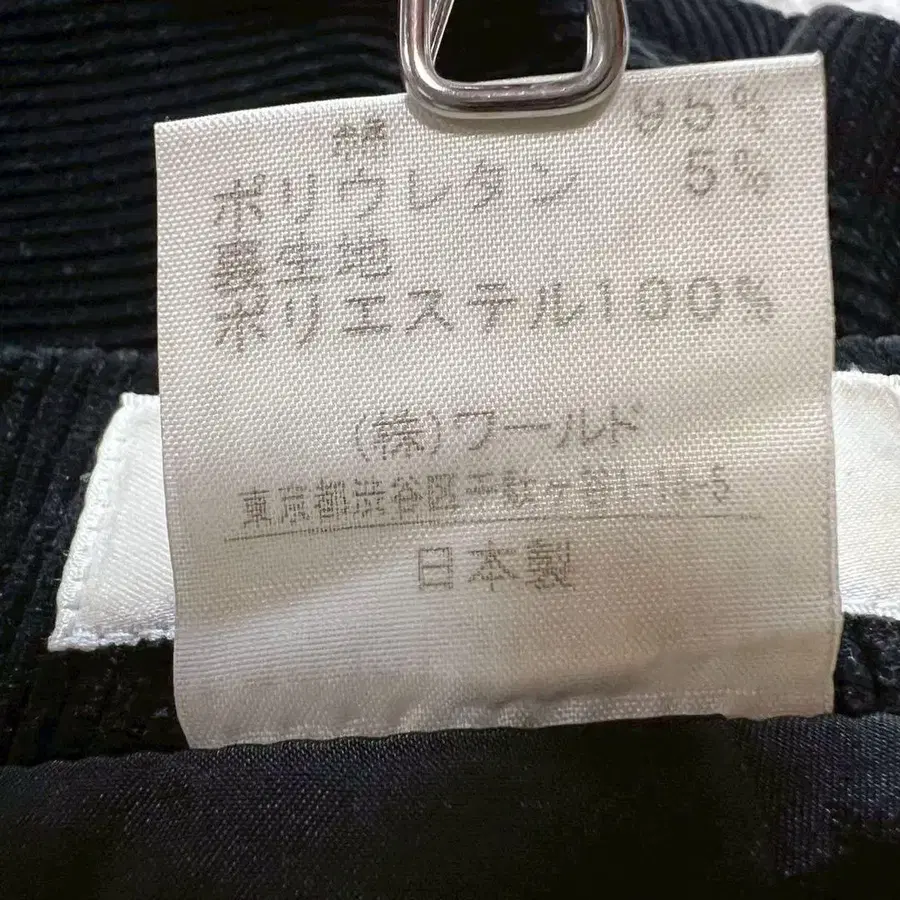 綿 95%
ポリウレタン 5%
裏生地
ポリエステル100%
(株)ワールド
東京都渋谷区千駄ヶ谷1-1-5
日本製